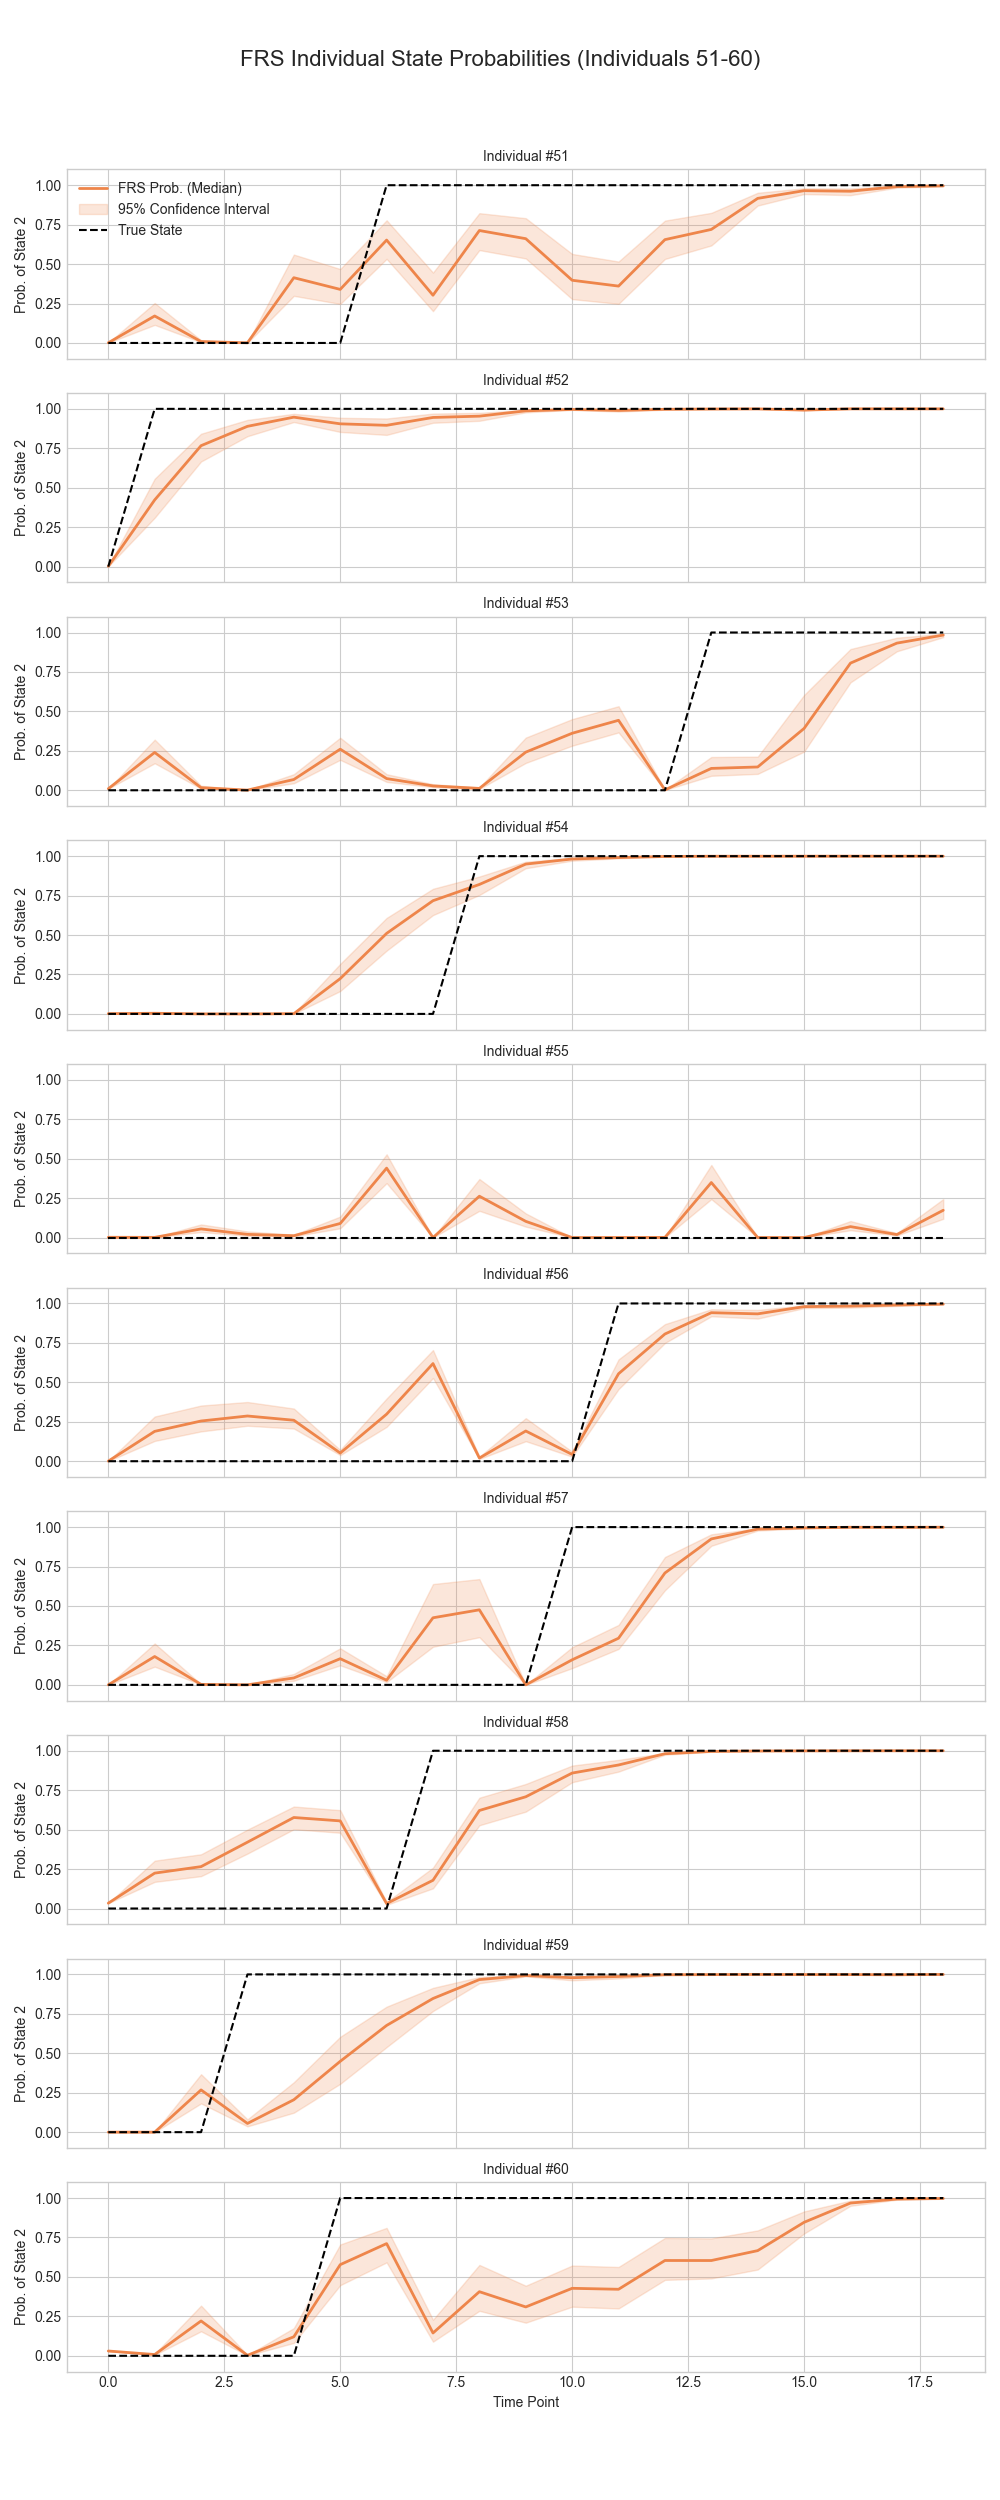 FRS Individual State Probabilities (Individuals 51-60)
Individual #51
FRS Prob. (Median)
95% Confidence Interval
True State
Prob. of State 2
1.00
0.75
0.50
0.25
0.00
Individual #52
Prob. of State 2
1.00
0.75
0.50
0.25
0.00
Individual #53
Prob. of State 2
1.00
0.75
0.50
0.25
0.00
Individual #54
Prob. of State 2
1.00
0.75
0.50
0.25
0.00
Individual #55
Prob. of State 2
1.00
0.75
0.50
0.25
0.00
Individual #56
Prob. of State 2
1.00
0.75
0.50
0.25
0.00
Individual #57
Prob. of State 2
1.00
0.75
0.50
0.25
0.00
Individual #58
Prob. of State 2
1.00
0.75
0.50
0.25
0.00
Individual #59
Prob. of State 2
1.00
0.75
0.50
0.25
0.00
Individual #60
Prob. of State 2
1.00
0.75
0.50
0.25
0.00
0.0 2.5 5.0 7.5 10.0 12.5 15.0 17.5
Time Point